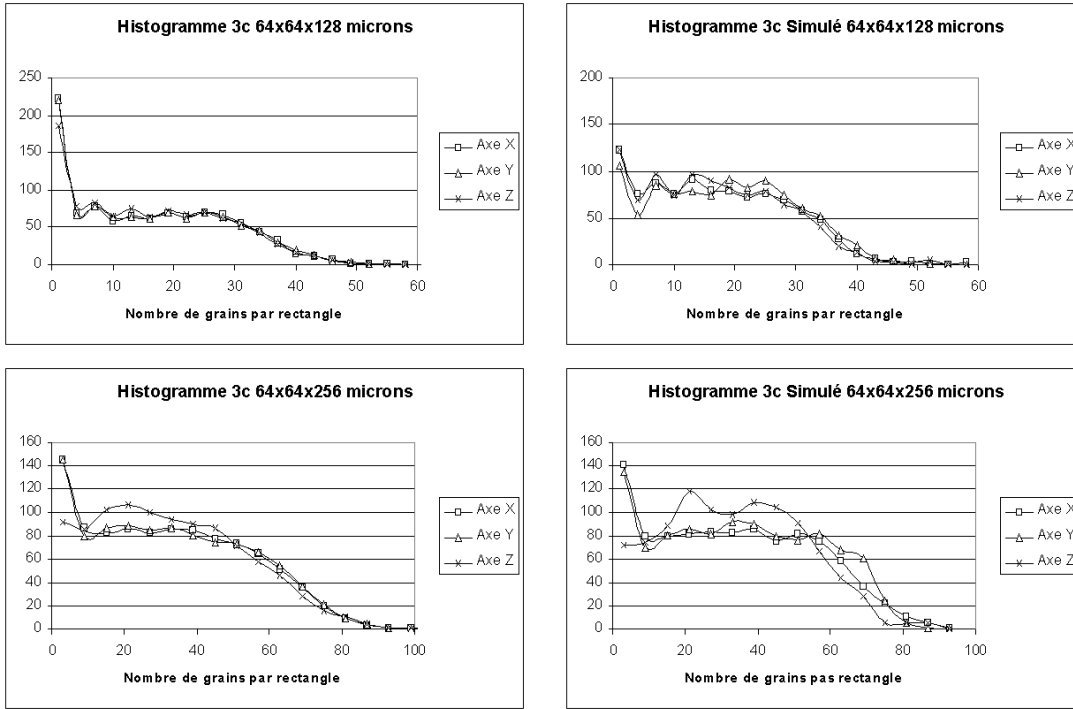 Histogramme 3c 64x64x128 microns
250
200
150
100
50
0
0 10 20 30 40 50 60
Nombre de grains par rectangle
Axe X
Axe Y
Axe Z
Histogramme 3c Simulé 64x64x128 microns
200
150
100
50
0
0 10 20 30 40 50 60
Nombre de grains par rectangle
Axe X
Axe Y
Axe Z
Histogramme 3c 64x64x256 microns
160
140
120
100
80
60
40
20
0
0 20 40 60 80 100
Nombre de grains par rectangle
Axe X
Axe Y
Axe Z
Histogramme 3c Simulé 64x64x256 microns
160
140
120
100
80
60
40
20
0
0 20 40 60 80 100
Nombre de grains pas rectangle
Axe X
Axe Y
Axe Z